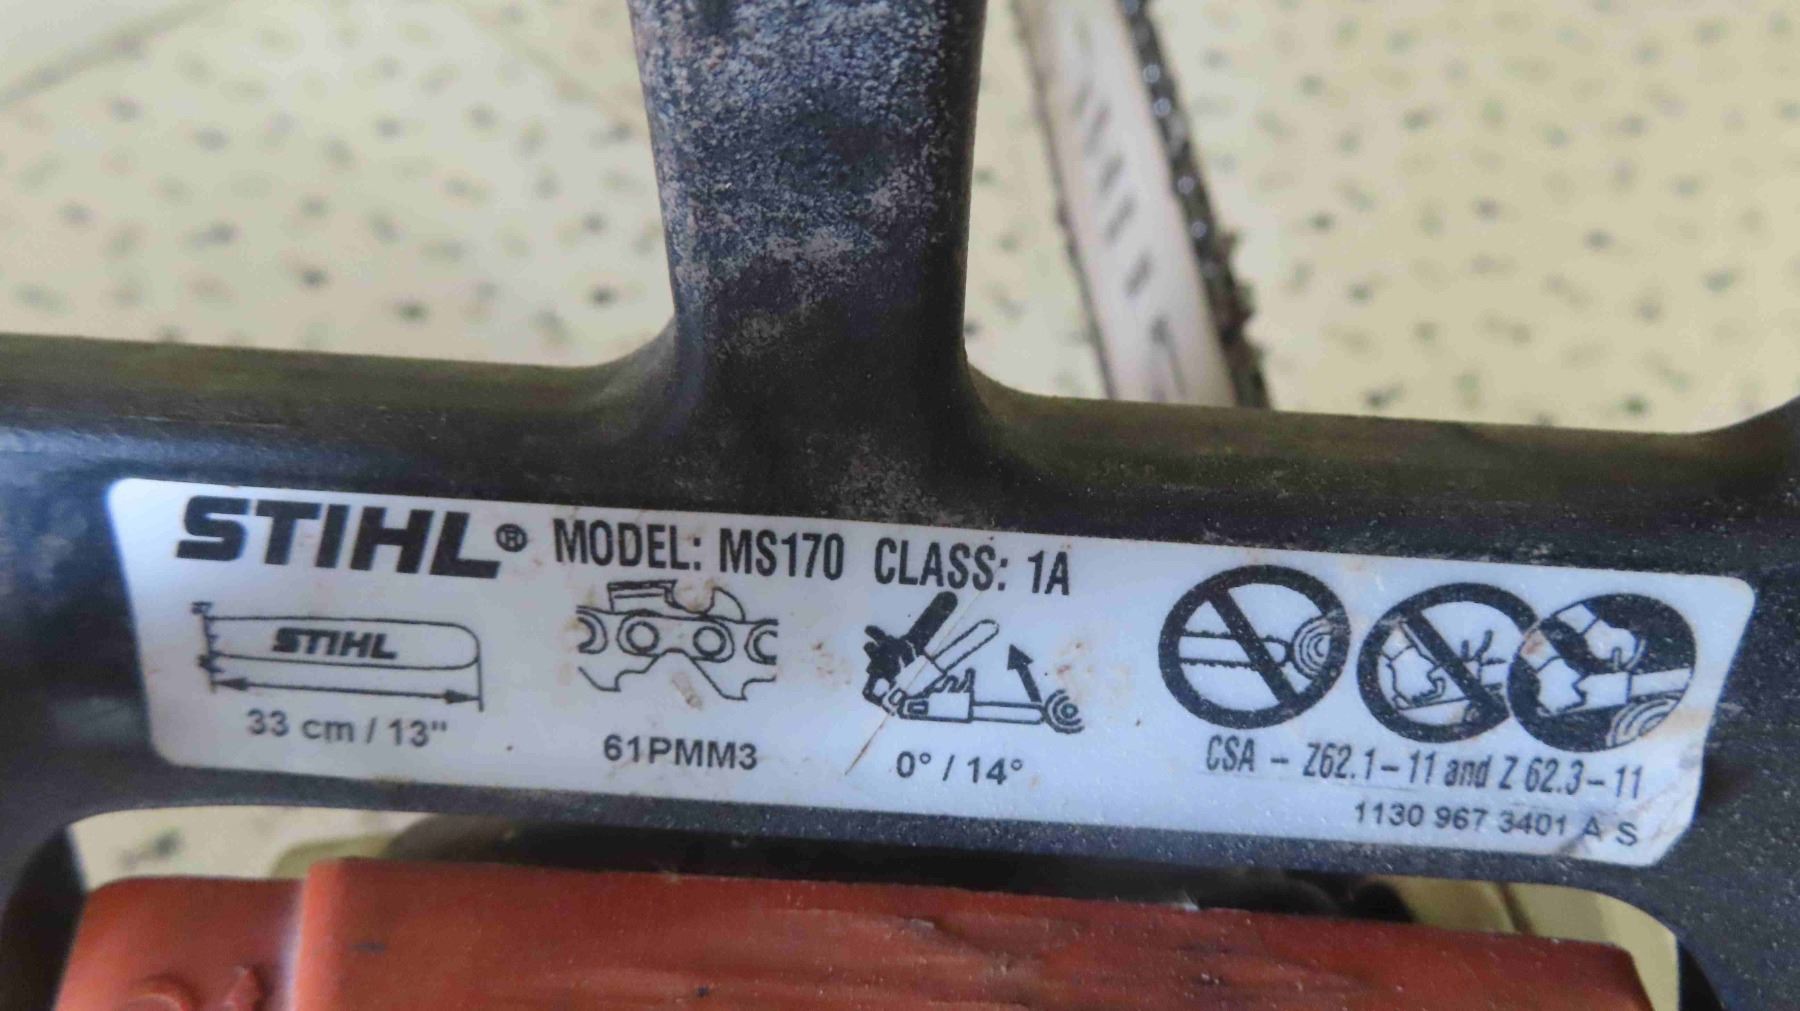 STIHL® MODEL: MS170 CLASS: 1A
STIHL
33 cm / 13"
61PMM3
0° / 14°
CSA - Z62.1-11 and Z 62.3-11
1130 967 3401 A S